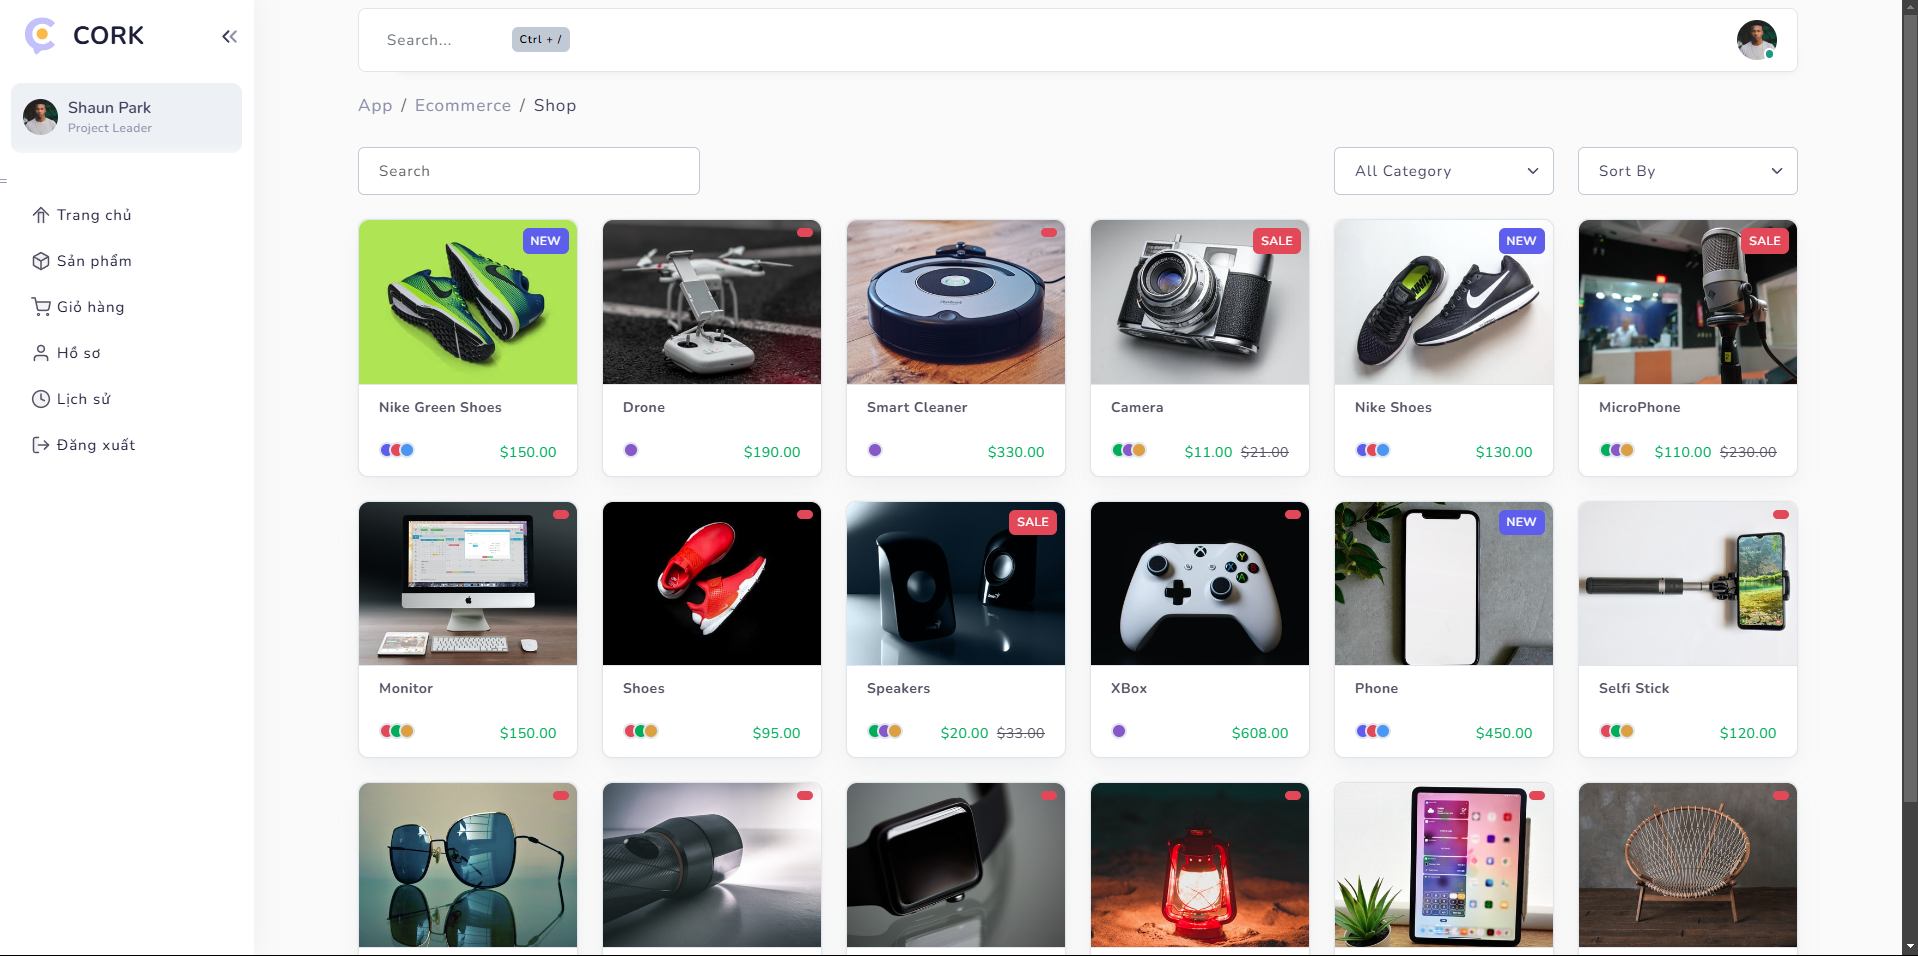 CORK
Shaun Park
Project Leader
Trang chủ
Sản phẩm
Giỏ hàng
Hồ sơ
Lịch sử
Đăng xuất
Search... Ctrl + /
App / Ecommerce / Shop
Search
All Category
Sort By
NEW
SALE
NEW
SALE
Nike Green Shoes
$150.00
Drone
$190.00
Smart Cleaner
$330.00
Camera
$11.00 $21.00
Nike Shoes
$130.00
MicroPhone
$110.00 $230.00
SALE
NEW
Monitor
$150.00
Shoes
$95.00
Speakers
$20.00 $33.00
XBox
$608.00
Phone
$450.00
Selfi Stick
$120.00